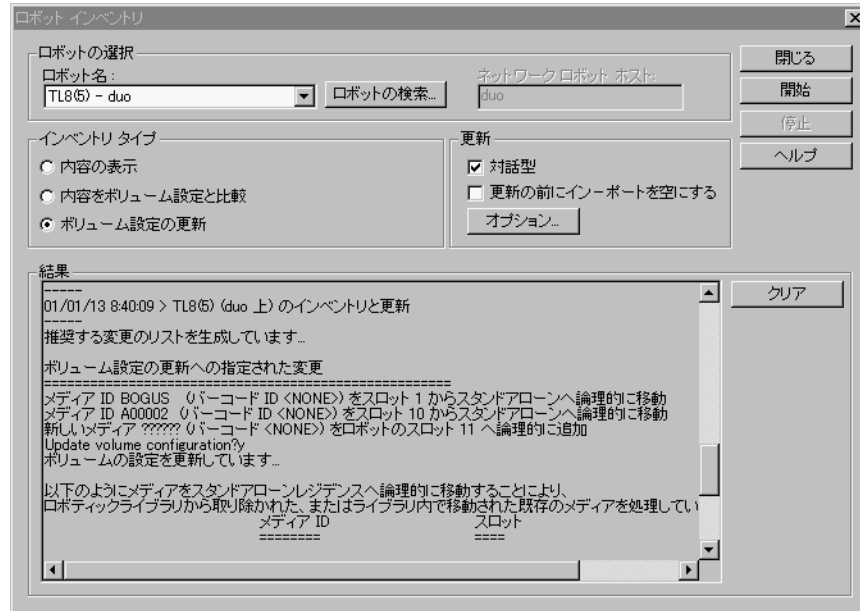 ロボット インベントリ
ロボットの選択
ロボット名 :
TL8(5) - duo
ロボットの検索...
ネットワーク ロボット ホスト:
duo
閉じる
開始
停止
ヘルプ
インベントリ タイプ
内容の表示
内容をボリューム設定と比較
ボリューム設定の更新
更新
対話型
更新の前にインーポートを空にする
オプション...
結果
-----
01/01/13 8:40:09 > TL8(5) (duo 上) のインベントリと更新
-----
推奨する変更のリストを生成しています...
ボリューム設定の更新への指定された変更
====================================================
メディア ID BOGUS (バーコード ID <NONE>) をスロット 1 からスタンドアローンへ論理的に移動
メディア ID A00002 (バーコード ID <NONE>) をスロット 10 からスタンドアローンへ論理的に移動
新しいメディア ?????? (バーコード <NONE>) をロボットのスロット 11 へ論理的に追加
Update volume configuration?y
ボリュームの設定を更新しています...
以下のようにメディアをスタンドアローンレジデンスへ論理的に移動することにより、
ロボティックライブラリから取り除かれた、またはライブラリ内で移動された既存のメディアを処理してい
メディア ID スロット
======== ====
クリア